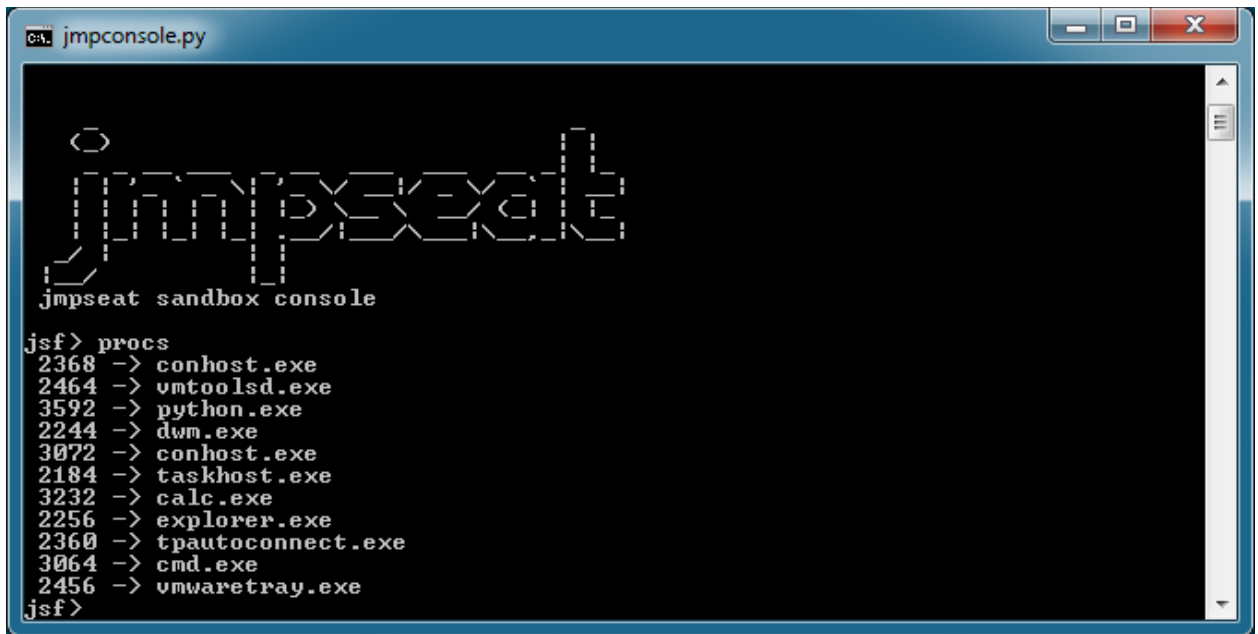 jmpconsole.py
jmpseat
jmpseat sandbox console
jsf> procs
2368 -> conhost.exe
2464 -> vmtoolsd.exe
3592 -> python.exe
2244 -> dwm.exe
3072 -> conhost.exe
2184 -> taskhost.exe
3232 -> calc.exe
2256 -> explorer.exe
2360 -> tpautoconnect.exe
3064 -> cmd.exe
2456 -> vmwaretray.exe
jsf>